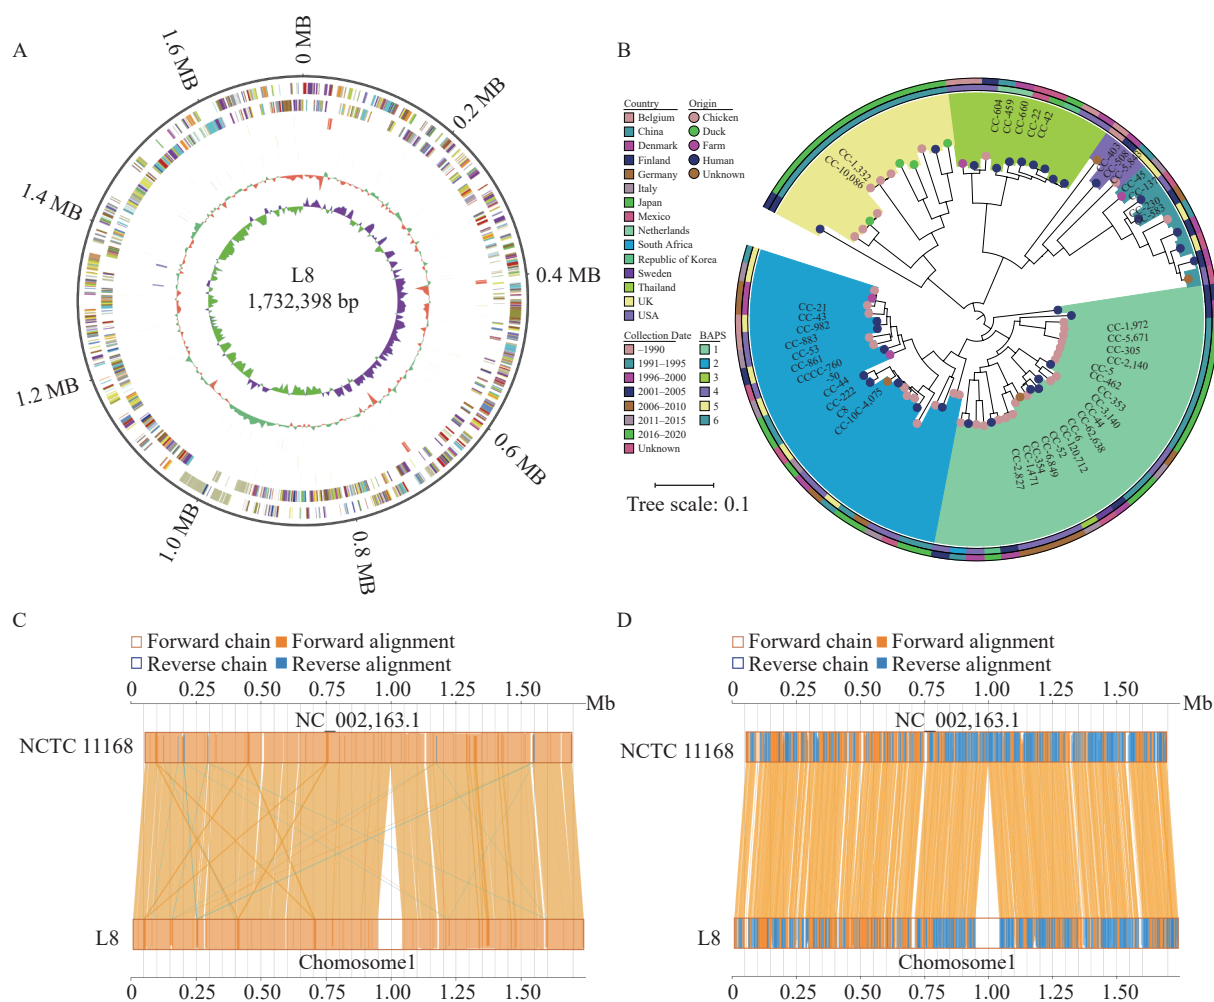 A
0 MB
0.2 MB
0.4 MB
0.6 MB
0.8 MB
1.0 MB
1.2 MB
1.4 MB
1.6 MB
L8
1,732,398 bp
B
Country
Belgium
China
Denmark
Finland
Germany
Italy
Japan
Mexico
Netherlands
South Africa
Republic of Korea
Sweden
Thailand
UK
USA
Origin
Chicken
Duck
Farm
Human
Unknown
Collection Date
–1990
1991–1995
1996–2000
2001–2005
2006–2010
2011–2015
2016–2020
Unknown
BAPS
1
2
3
4
5
6
Tree scale: 0.1
CC-1,332
CC-10,086
CC-604
CC-459
CC-660
CC-22
CC-42
CC-403
CC-508
CC-45
CC-230
CC-583
CC-1,972
CC-5,671
CC-305
CC-2,140
CC-5
CC-462
CC-353
CC-3,140
CC-44
CC-62,638
CC-6
CC-120,712
CC-52
CC-6,849
CC-354
CC-1,471
CC-2,827
CC-21
CC-43
CC-982
CC-883
CC-53
CC-861
CCCC-760
-50
CC-44
CC-222
C8
CC-10C-4,075
C
Forward chain Forward alignment
Reverse chain Reverse alignment
0 0.25 0.50 0.75 1.00 1.25 1.50
Mb
NC_002,163.1
NCTC 11168
L8
Chomosome1
0 0.25 0.50 0.75 1.00 1.25 1.50
D
Forward chain Forward alignment
Reverse chain Reverse alignment
0 0.25 0.50 0.75 1.00 1.25 1.50
Mb
NC_002,163.1
NCTC 11168
L8
Chomosome1
0 0.25 0.50 0.75 1.00 1.25 1.50